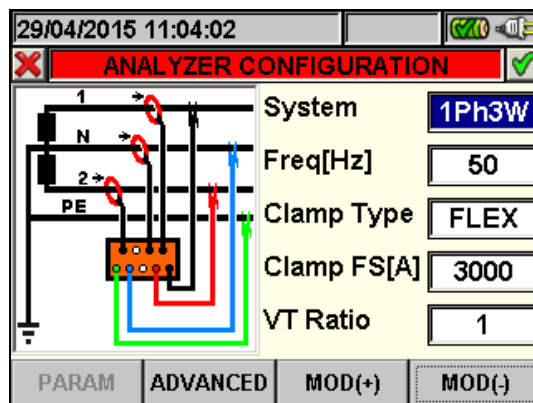 29/04/2015 11:04:02
ANALYZER CONFIGURATION
1
N
2
PE
System 1Ph3W
Freq[Hz] 50
Clamp Type FLEX
Clamp FS[A] 3000
VT Ratio 1
PARAM ADVANCED MOD(+) MOD(-)